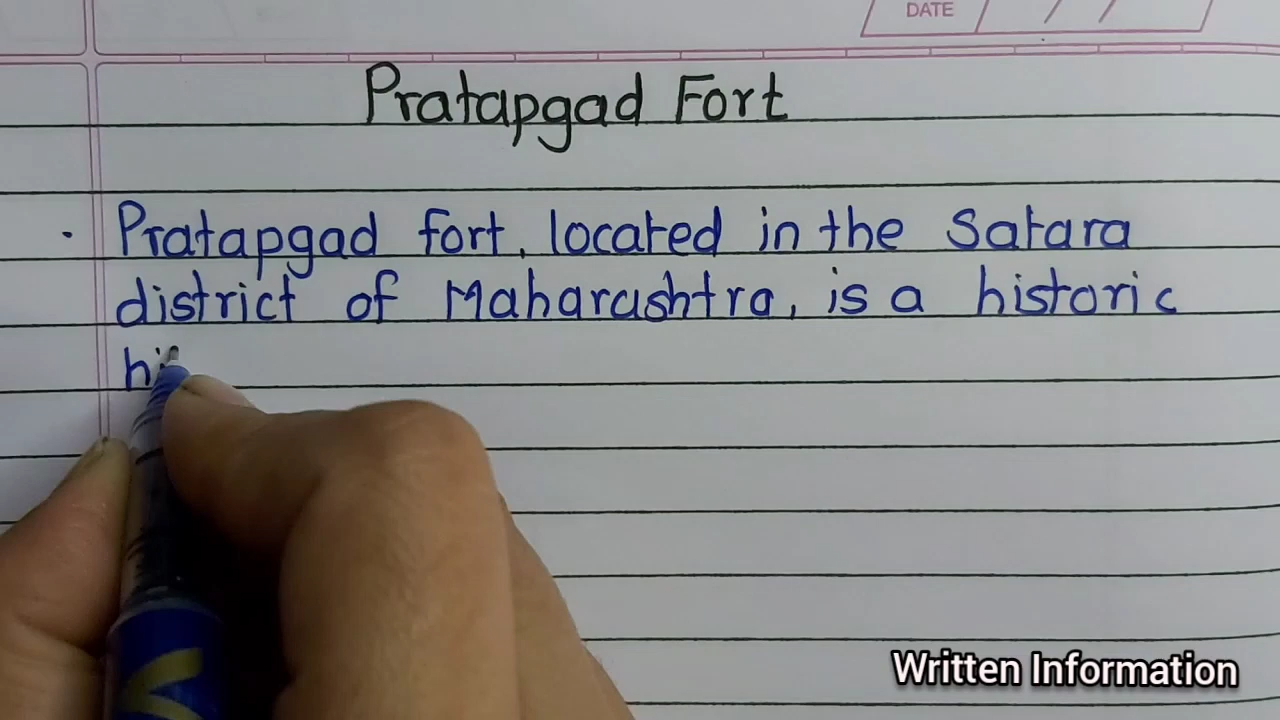 DATE / /
Pratapgad Fort
· Pratapgad fort, located in the Satara
district of Maharashtra, is a historic
Written Information